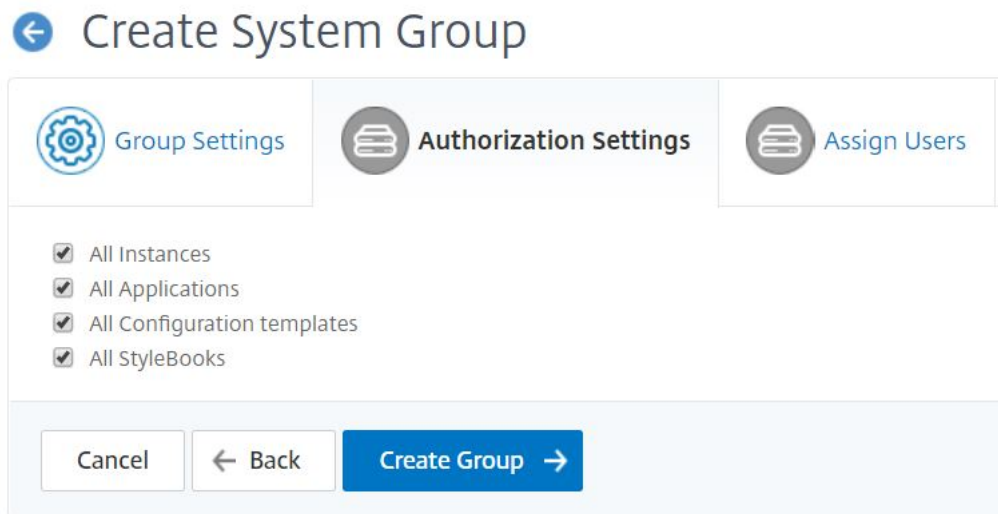 Create System Group
Group Settings
Authorization Settings
Assign Users
All Instances
All Applications
All Configuration templates
All StyleBooks
Cancel
Back
Create Group